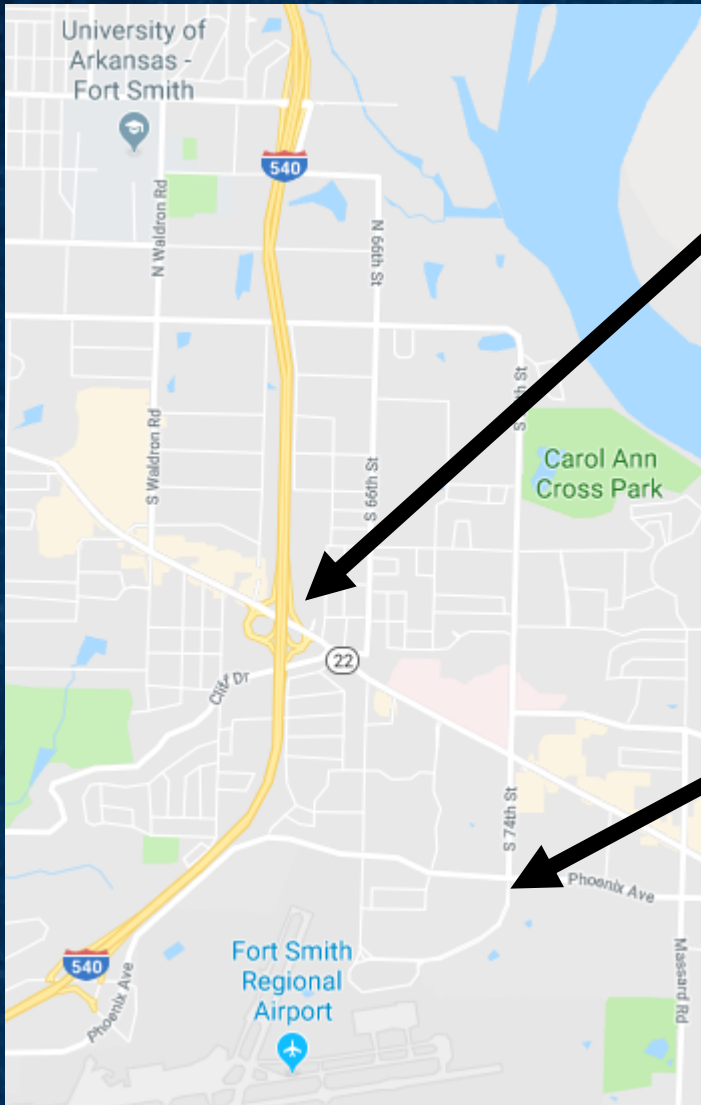 University of
Arkansas -
Fort Smith
540
N Waldron Rd
N 66th St
S Waldron Rd
S 66th St
St
Carol Ann
Cross Park
22
Cliff Dr
S 74th St
Phoenix Ave
Fort Smith
Regional
Airport
540
Phoenix Ave
Massard Rd